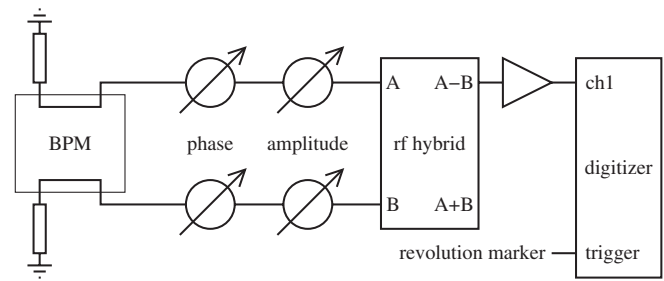 A A−B ch1
BPM phase amplitude rf hybrid
digitizer
B A+B
revolution marker trigger